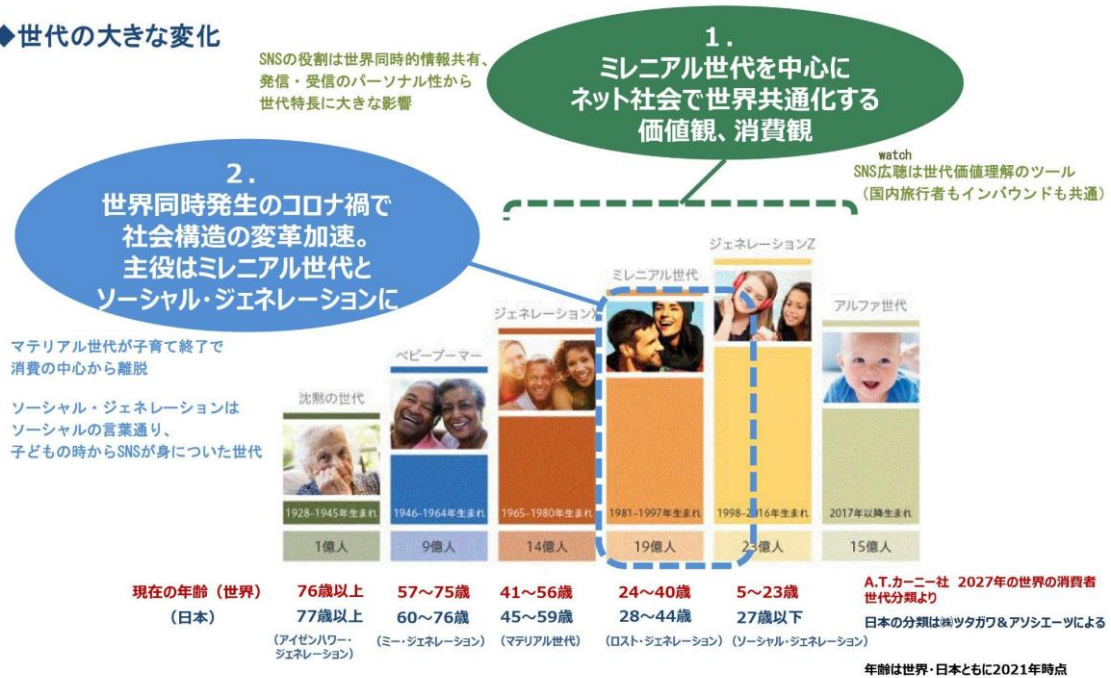 ◆世代の大きな変化
SNSの役割は世界同時的情報共有、
発信・受信のパーソナル性から
世代特長に大きな影響
1.
ミレニアル世代を中心に
ネット社会で世界共通化する
価値観、消費観
watch
SNS広聴は世代価値理解のツール
（国内旅行者もインバウンドも共通）
2.
世界同時発生のコロナ禍で
社会構造の変革加速。
主役はミレニアル世代と
ソーシャル・ジェネレーションに
マテリアル世代が子育て終了で
消費の中心から離脱
ソーシャル・ジェネレーションは
ソーシャルの言葉通り、
子どもの時からSNSが身についた世代
沈黙の世代
ベビーブーマー
ジェネレーションX
ミレニアル世代
ジェネレーションZ
アルファ世代
1928-1945年生まれ
1946-1964年生まれ
1965-1980年生まれ
1981-1997年生まれ
1998-2016年生まれ
2017年以降生まれ
1億人
9億人
14億人
19億人
23億人
15億人
現在の年齢（世界） 76歳以上 57～75歳 41～56歳 24～40歳 5～23歳
（日本） 77歳以上 60～76歳 45～59歳 28～44歳 27歳以下
（アイゼンハワー・
ジェネレーション）
（ミー・ジェネレーション）
（マテリアル世代）
（ロスト・ジェネレーション）
（ソーシャル・ジェネレーション）
A.T.カーニー社 2027年の世界の消費者
世代分類より
日本の分類は㈱ツタガワ&アソシエーツによる
年齢は世界・日本ともに2021年時点